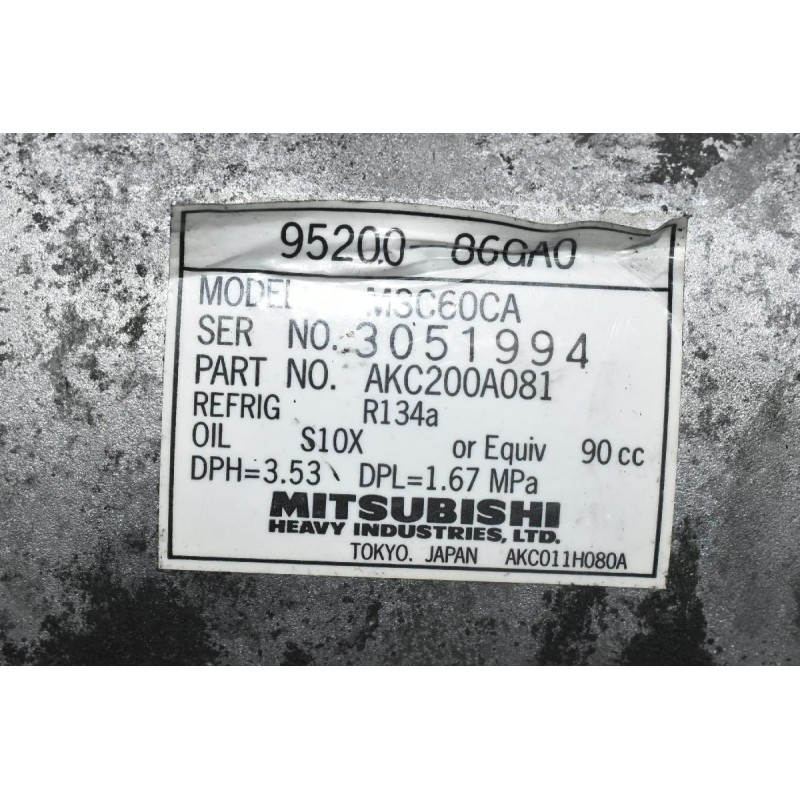 95200-86GA0
MODEL MSC60CA
SER NO. 3051994
PART NO. AKC200A081
REFRIG R134a
OIL S10X or Equiv 90 cc
DPH=3.53、 DPL=1.67 MPa
MITSUBISHI
HEAVY INDUSTRIES, LTD.
TOKYO. JAPAN AKC011H080A